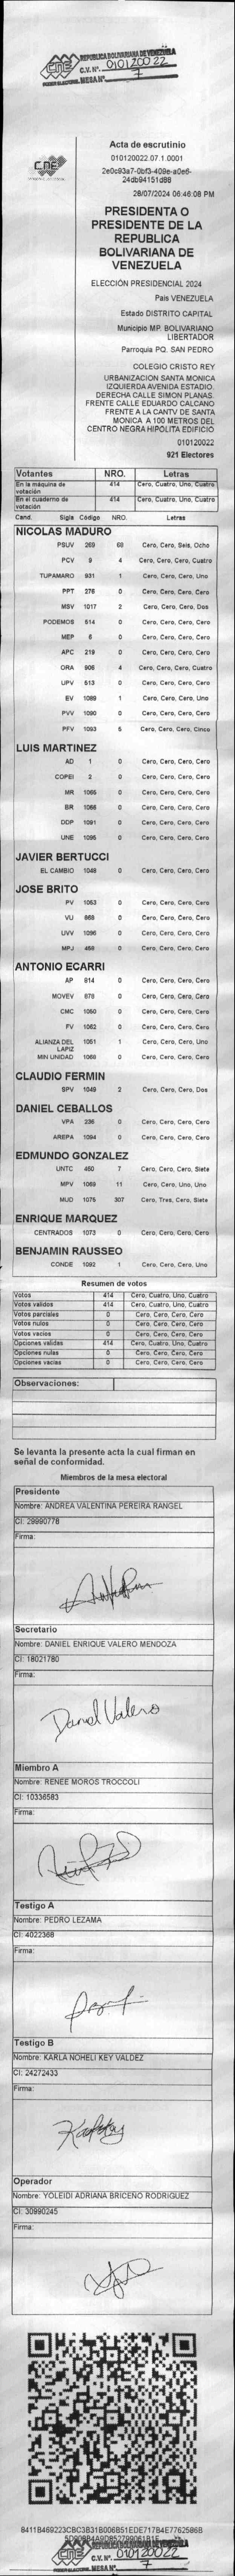 CNE REPUBLICA BOLIVARIANA DE VENEZUELA
C.V. Nº. 010120022
PODER ELECTORAL MESA Nº. 7
CNE
Acta de escrutinio
010120022.07.1.0001
2e0c93a7-0bf3-409e-a0e6-
24db94151d88
28/07/2024 06:46:08 PM
PRESIDENTA O
PRESIDENTE DE LA
REPUBLICA
BOLIVARIANA DE
VENEZUELA
ELECCIÓN PRESIDENCIAL 2024
País VENEZUELA
Estado DISTRITO CAPITAL
Municipio MP. BOLIVARIANO
LIBERTADOR
Parroquia PQ. SAN PEDRO
COLEGIO CRISTO REY
URBANIZACION SANTA MONICA
IZQUIERDA AVENIDA ESTADIO.
DERECHA CALLE SIMON PLANAS.
FRENTE CALLE EDUARDO CALCANO
FRENTE A LA CANTV DE SANTA
MONICA A 100 METROS DEL
CENTRO NEGRA HIPOLITA EDIFICIO
010120022
921 Electores
Votantes NRO. Letras
En la máquina de votación 414 Cero, Cuatro, Uno, Cuatro
En el cuaderno de votación 414 Cero, Cuatro, Uno, Cuatro
Cand. Sigla Código NRO. Letras
NICOLAS MADURO
PSUV 269 68 Cero, Cero, Seis, Ocho
PCV 9 4 Cero, Cero, Cero, Cuatro
TUPAMARO 931 1 Cero, Cero, Cero, Uno
PPT 276 0 Cero, Cero, Cero, Cero
MSV 1017 2 Cero, Cero, Cero, Dos
PODEMOS 514 0 Cero, Cero, Cero, Cero
MEP 6 0 Cero, Cero, Cero, Cero
APC 219 0 Cero, Cero, Cero, Cero
ORA 906 4 Cero, Cero, Cero, Cuatro
UPV 513 0 Cero, Cero, Cero, Cero
EV 1089 1 Cero, Cero, Cero, Uno
PVV 1090 0 Cero, Cero, Cero, Cero
PFV 1093 5 Cero, Cero, Cero, Cinco
LUIS MARTINEZ
AD 1 0 Cero, Cero, Cero, Cero
COPEI 2 0 Cero, Cero, Cero, Cero
MR 1065 0 Cero, Cero, Cero, Cero
BR 1066 0 Cero, Cero, Cero, Cero
DDP 1091 0 Cero, Cero, Cero, Cero
UNE 1095 0 Cero, Cero, Cero, Cero
JAVIER BERTUCCI
EL CAMBIO 1048 0 Cero, Cero, Cero, Cero
JOSE BRITO
PV 1053 0 Cero, Cero, Cero, Cero
VU 868 0 Cero, Cero, Cero, Cero
UVV 1096 0 Cero, Cero, Cero, Cero
MPJ 458 0 Cero, Cero, Cero, Cero
ANTONIO ECARRI
AP 814 0 Cero, Cero, Cero, Cero
MOVEV 878 0 Cero, Cero, Cero, Cero
CMC 1050 0 Cero, Cero, Cero, Cero
FV 1052 0 Cero, Cero, Cero, Cero
ALIANZA DEL LAPIZ 1051 1 Cero, Cero, Cero, Uno
MIN UNIDAD 1068 0 Cero, Cero, Cero, Cero
CLAUDIO FERMIN
SPV 1049 2 Cero, Cero, Cero, Dos
DANIEL CEBALLOS
VPA 236 0 Cero, Cero, Cero, Cero
AREPA 1094 0 Cero, Cero, Cero, Cero
EDMUNDO GONZALEZ
UNTC 460 7 Cero, Cero, Cero, Siete
MPV 1069 11 Cero, Cero, Uno, Uno
MUD 1075 307 Cero, Tres, Cero, Siete
ENRIQUE MARQUEZ
CENTRADOS 1073 0 Cero, Cero, Cero, Cero
BENJAMIN RAUSSEO
CONDE 1092 1 Cero, Cero, Cero, Uno
Resumen de votos
Votos 414 Cero, Cuatro, Uno, Cuatro
Votos validos 414 Cero, Cuatro, Uno, Cuatro
Votos parciales 0 Cero, Cero, Cero, Cero
Votos nulos 0 Cero, Cero, Cero, Cero
Votos vacios 0 Cero, Cero, Cero, Cero
Opciones validas 414 Cero, Cuatro, Uno, Cuatro
Opciones nulas 0 Cero, Cero, Cero, Cero
Opciones vacias 0 Cero, Cero, Cero, Cero
Observaciones:
Se levanta la presente acta la cual firman en
señal de conformidad.
Miembros de la mesa electoral
Presidente
Nombre: ANDREA VALENTINA PEREIRA RANGEL
CI: 29990778
Firma:
Secretario
Nombre: DANIEL ENRIQUE VALERO MENDOZA
CI: 18021780
Firma:
Daniel Valero
Miembro A
Nombre: RENEE MOROS TROCCOLI
CI: 10336583
Firma:
Testigo A
Nombre: PEDRO LEZAMA
CI: 4022368
Firma:
Testigo B
Nombre: KARLA NOHELI KEY VALDEZ
CI: 24272433
Firma:
Operador
Nombre: YOLEIDI ADRIANA BRICEÑO RODRIGUEZ
CI: 30990245
Firma:
8411B469223CBC3B31B006B51EDE717B4E7762586B
CNE REPUBLICA BOLIVARIANA DE VENEZUELA
C.V. Nº. 010120022
PODER ELECTORAL MESA Nº. 7